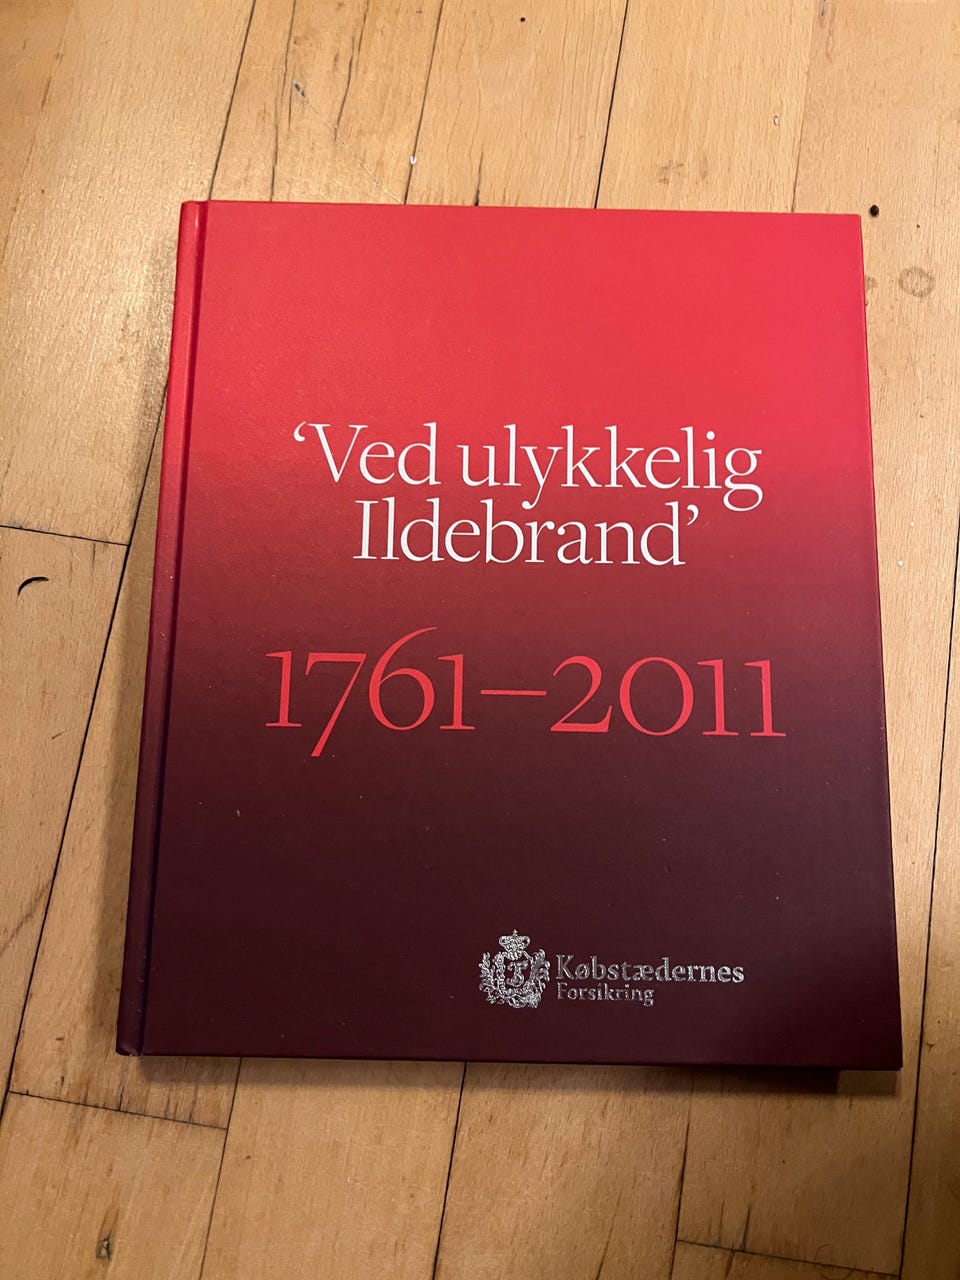 ‘Ved ulykkelig
Ildebrand’
1761–2011
Købstædernes
Forsikring